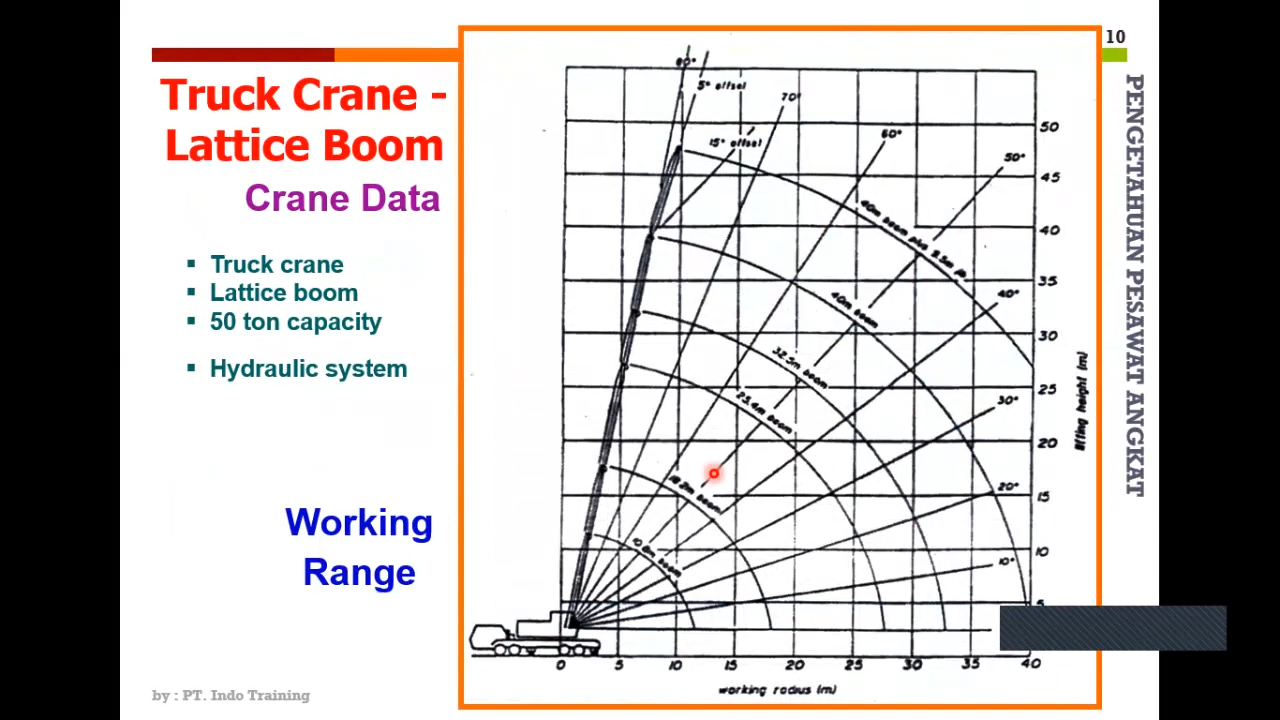 10
Truck Crane -
Lattice Boom
Crane Data
▪ Truck crane
▪ Lattice boom
▪ 50 ton capacity
▪ Hydraulic system
Working
Range
by : PT. Indo Training
PENGETAHUAN PESAWAT ANGKAT
80°
5° offset
70°
15° offset
60°
50°
40°
30°
20°
10°
40m boom plus 9.5m jib
40m boom
32.5m boom
25.4m boom
18.2m boom
10.8m boom
50
45
40
35
30
25
20
15
10
5
lifting height (m)
0 5 10 15 20 25 30 35 40
working radius (m)